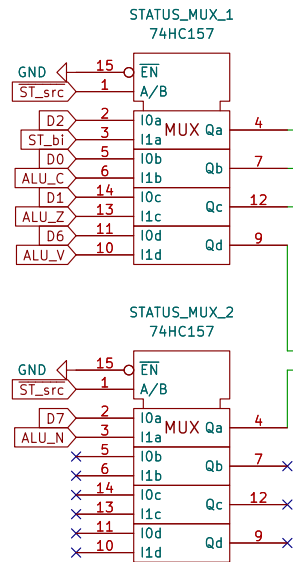 STATUS_MUX_1
74HC157
GND 15 EN
ST_src 1 A/B
D2 2 I0a MUX Qa 4
ST_bi 3 I1a
D0 5 I0b Qb 7
ALU_C 6 I1b
D1 14 I0c Qc 12
ALU_Z 13 I1c
D6 11 I0d Qd 9
ALU_V 10 I1d
STATUS_MUX_2
74HC157
GND 15 EN
ST_src 1 A/B
D7 2 I0a MUX Qa 4
ALU_N 3 I1a
5 I0b Qb 7
6 I1b
14 I0c Qc 12
13 I1c
11 I0d Qd 9
10 I1d